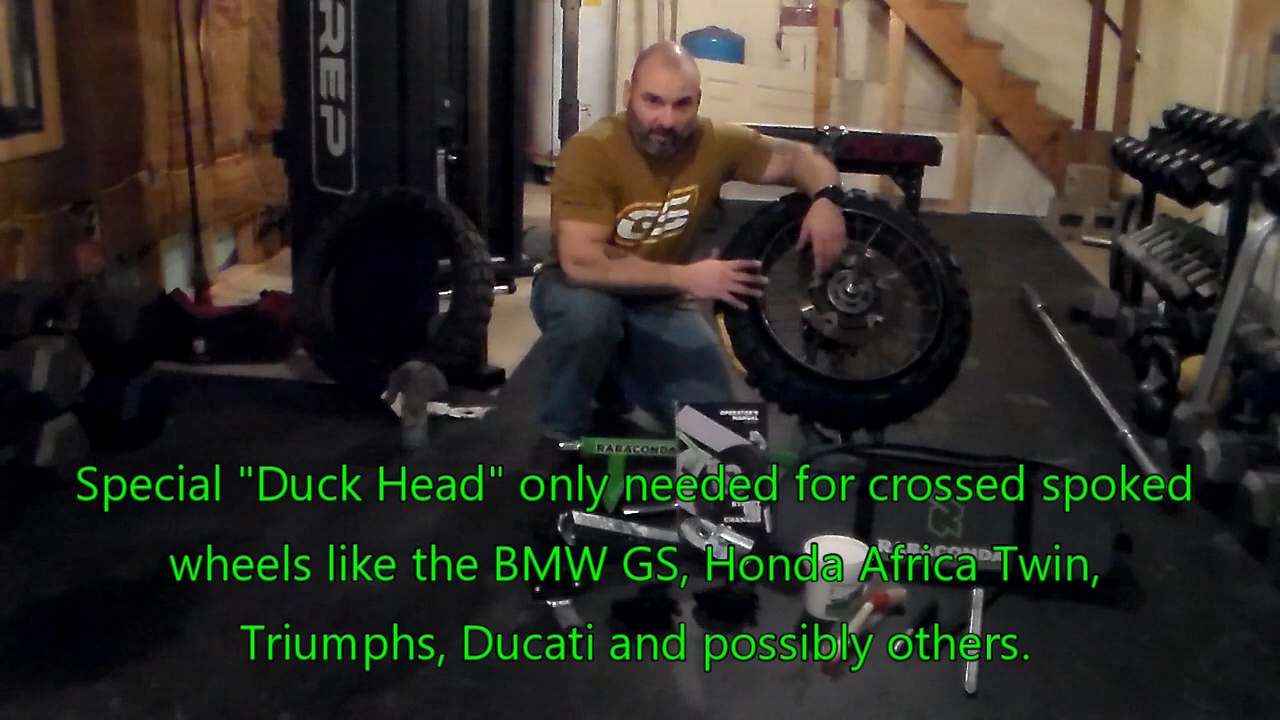 REP
GS
OPERATOR'S
MANUAL
RABACONDA
Special "Duck Head" only needed for crossed spoked
wheels like the BMW GS, Honda Africa Twin,
Triumphs, Ducati and possibly others.
RABACONDA